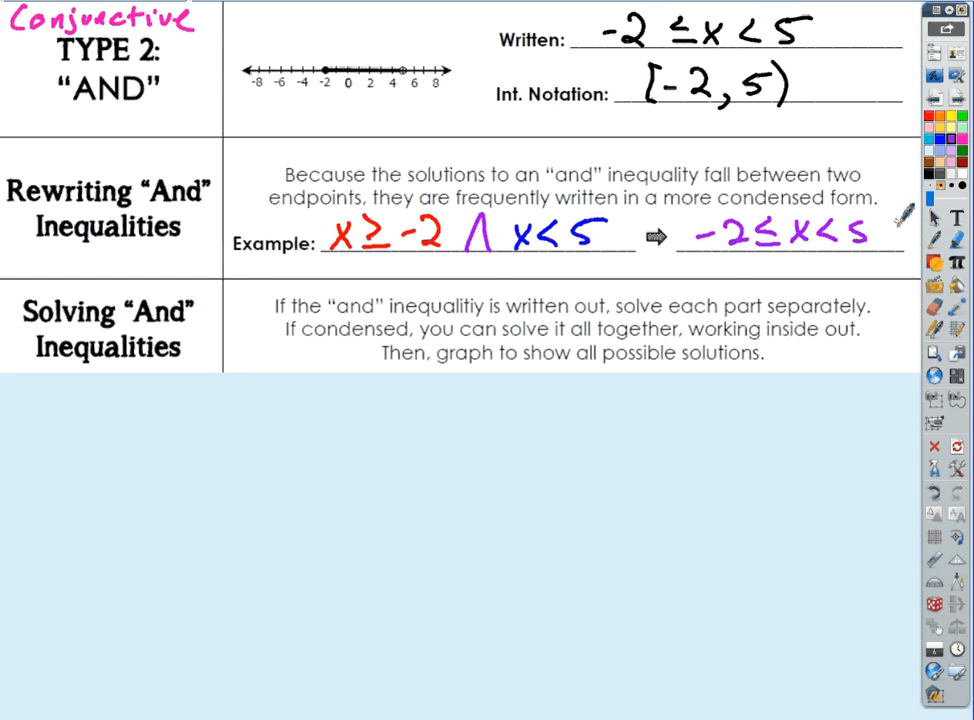 Conjunctive
TYPE 2:
“AND”
-8 -6 -4 -2 0 2 4 6 8
Written: -2 ≤ x < 5
Int. Notation: [-2, 5)
Rewriting “And”
Inequalities
Because the solutions to an “and” inequality fall between two
endpoints, they are frequently written in a more condensed form.
Example: x ≥ -2 ∧ x < 5 ⇒ -2 ≤ x < 5
Solving “And”
Inequalities
If the “and” inequalitiy is written out, solve each part separately.
If condensed, you can solve it all together, working inside out.
Then, graph to show all possible solutions.
T
π